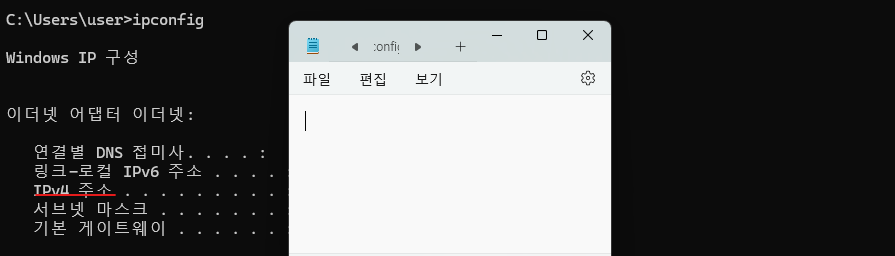 C:\Users\user>ipconfig
Windows IP 구성
이더넷 어댑터 이더넷:
연결별 DNS 접미사. . . . :
링크-로컬 IPv6 주소 . . . .
IPv4 주소 . . . . . . . . .
서브넷 마스크 . . . . . . .
기본 게이트웨이 . . . . . .
파일 편집 보기